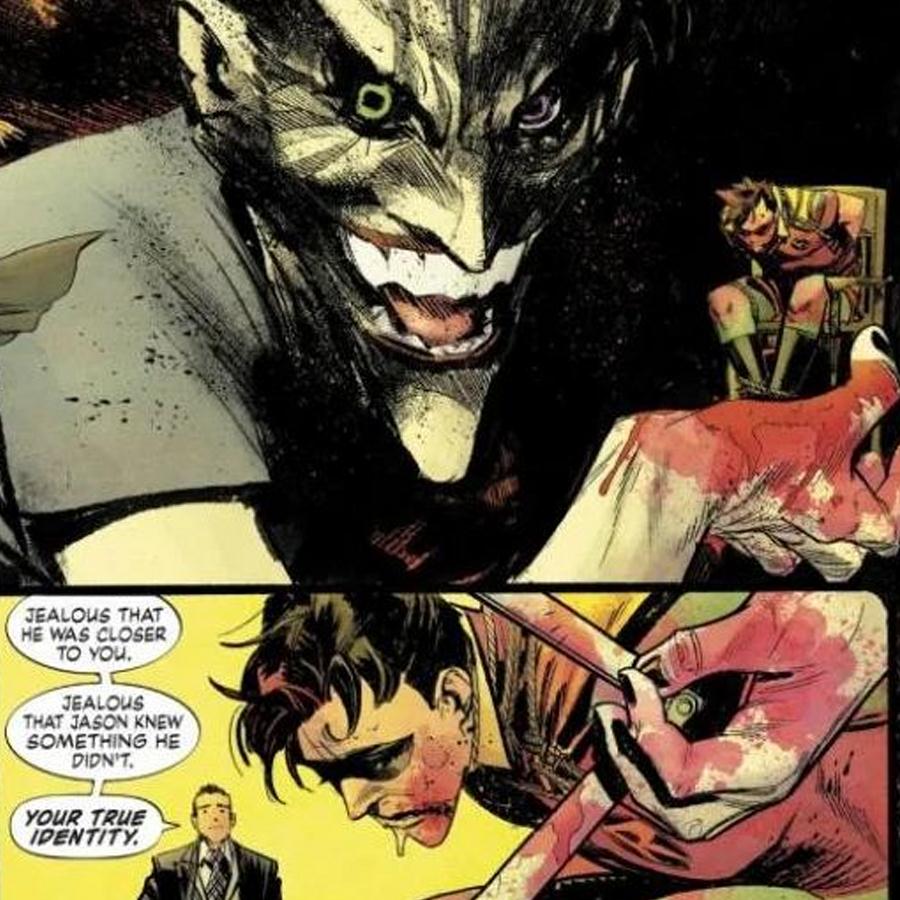 JEALOUS THAT
HE WAS CLOSER
TO YOU.
JEALOUS
THAT JASON KNEW
SOMETHING HE
DIDN'T.
YOUR TRUE
IDENTITY.